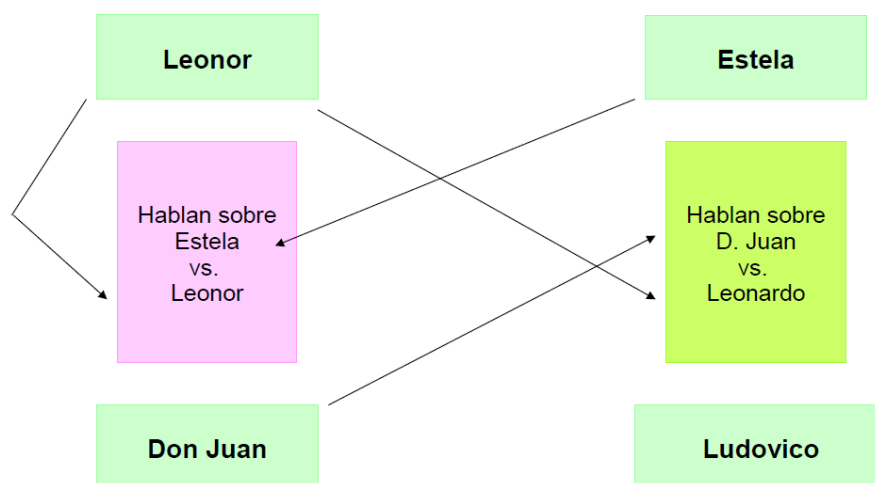 Leonor
Estela
Hablan sobre
Estela
vs.
Leonor
Hablan sobre
D. Juan
vs.
Leonardo
Don Juan
Ludovico